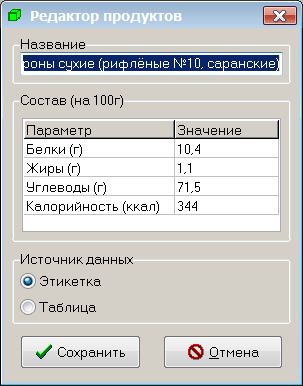 Редактор продуктов
Название
роны сухие (рифлёные №10, саранские)
Состав (на 100г)
Параметр Значение
Белки (г) 10,4
Жиры (г) 1,1
Углеводы (г) 71,5
Калорийность (ккал) 344
Источник данных
Этикетка
Таблица
Сохранить Отмена